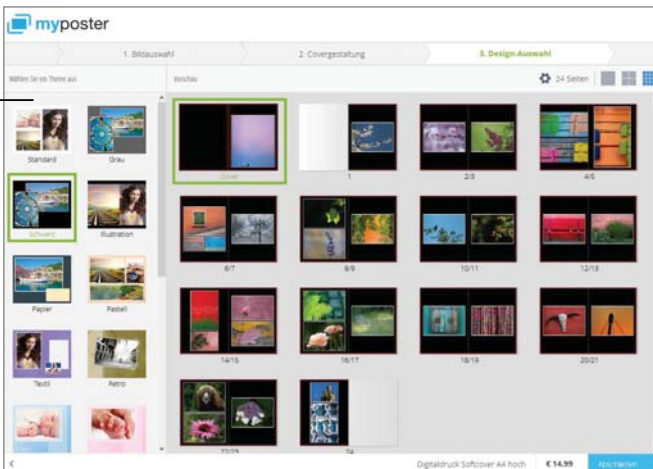 myposter
1. Bildauswahl
2. Covergestaltung
3. Design-Auswahl
Wählen Sie ein Theme aus
Vorschau
24 Seiten
Standard
Grau
Schwarz
Illustration
Papier
Pastell
Textil
Retro
Cover
1
2/3
4/5
6/7
8/9
10/11
12/13
14/15
16/17
18/19
20/21
22/23
24
Digitaldruck Softcover A4 hoch
€ 14.99
Abschließen